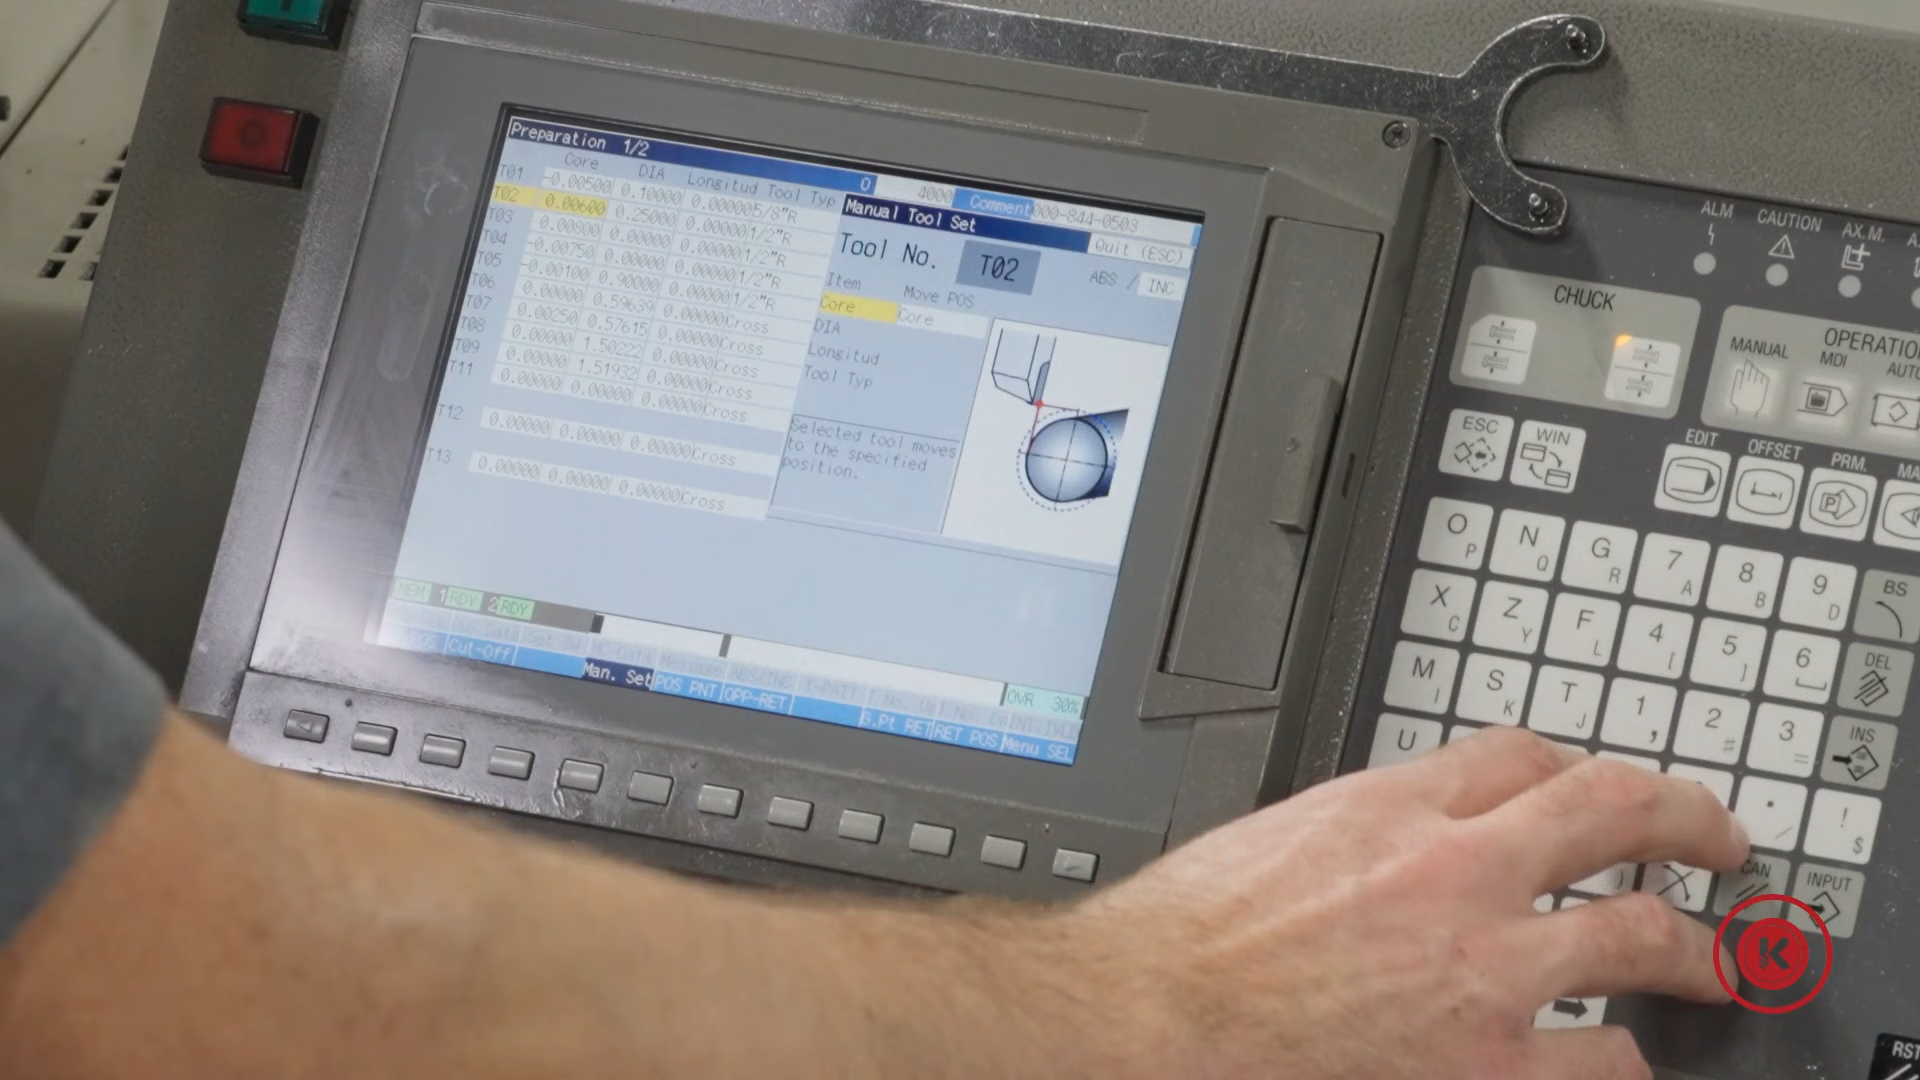 Preparation 1/2
O 4000 Comment 000-844-0503
Core DIA Longitud Tool Typ
T01 -0.00500 0.10000 0.00000 5/8"R
T02 0.00600 0.25000 0.00000 1/2"R
T03 0.00800 0.00000 0.00000 1/2"R
T04 -0.00750 0.00000 0.00000 1/2"R
T05 -0.00100 0.90000 0.00000 1/2"R
T06 0.00000 0.59639 0.00000 Cross
T07 0.00250 0.57615 0.00000 Cross
T08 0.00000 1.50222 0.00000 Cross
T09 0.00000 1.51932 0.00000 Cross
T11 0.00000 0.00000 0.00000 Cross
T12 0.00000 0.00000 0.00000 Cross
T13 0.00000 0.00000 0.00000 Cross
Manual Tool Set
Quit (ESC)
Tool No. T02
ABS / INC
Item Move POS
Core Core
DIA
Longitud
Tool Typ
Selected tool moves
to the specified
position.
MEM 1 RDY 2 RDY
OVR 30%
Cut-Off Man. Set POS PNT OPP-RET G.Pt RET RET POS Menu SEL
ALM CAUTION AX.M.
CHUCK
OPERATIO
MANUAL MDI AUTO
ESC WIN
EDIT OFFSET PRM. MA
O P N Q G R 7 A 8 B 9 D BS
X C Z Y F L 4 [ 5 ] 6 DEL
M I S K T J 1 , 2 # 3 = INS
U . / ! $
CAN INPUT
K
RST